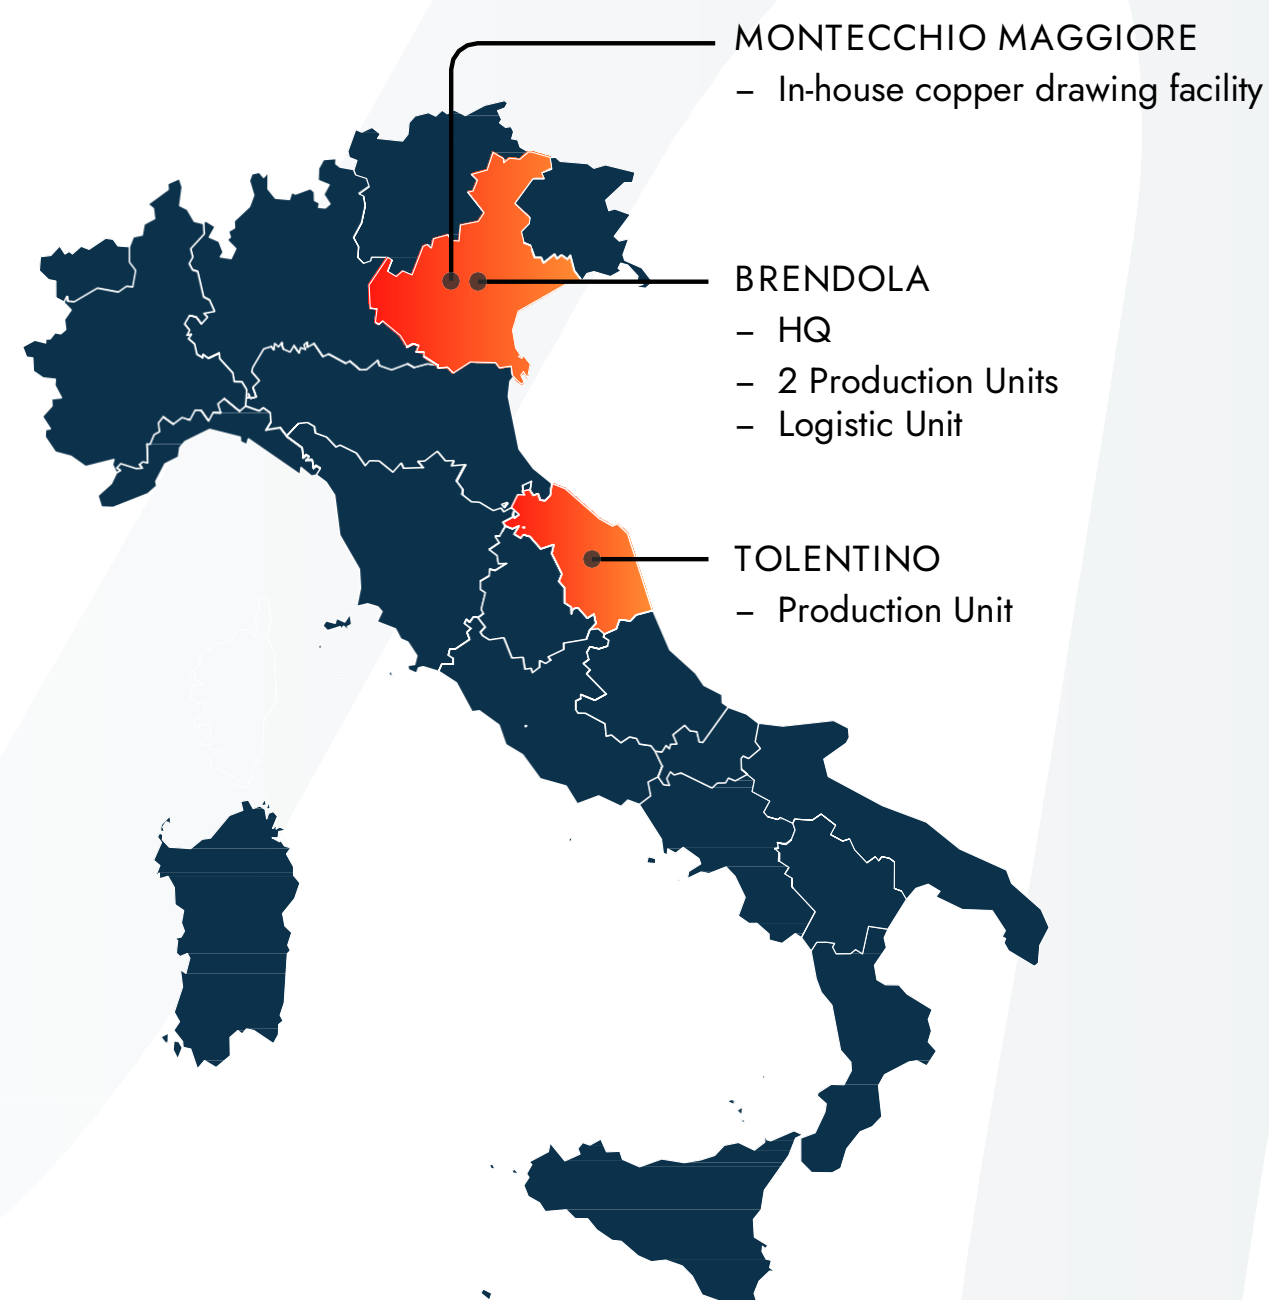 MONTECCHIO MAGGIORE
– In-house copper drawing facility
BRENDOLA
– HQ
– 2 Production Units
– Logistic Unit
TOLENTINO
– Production Unit